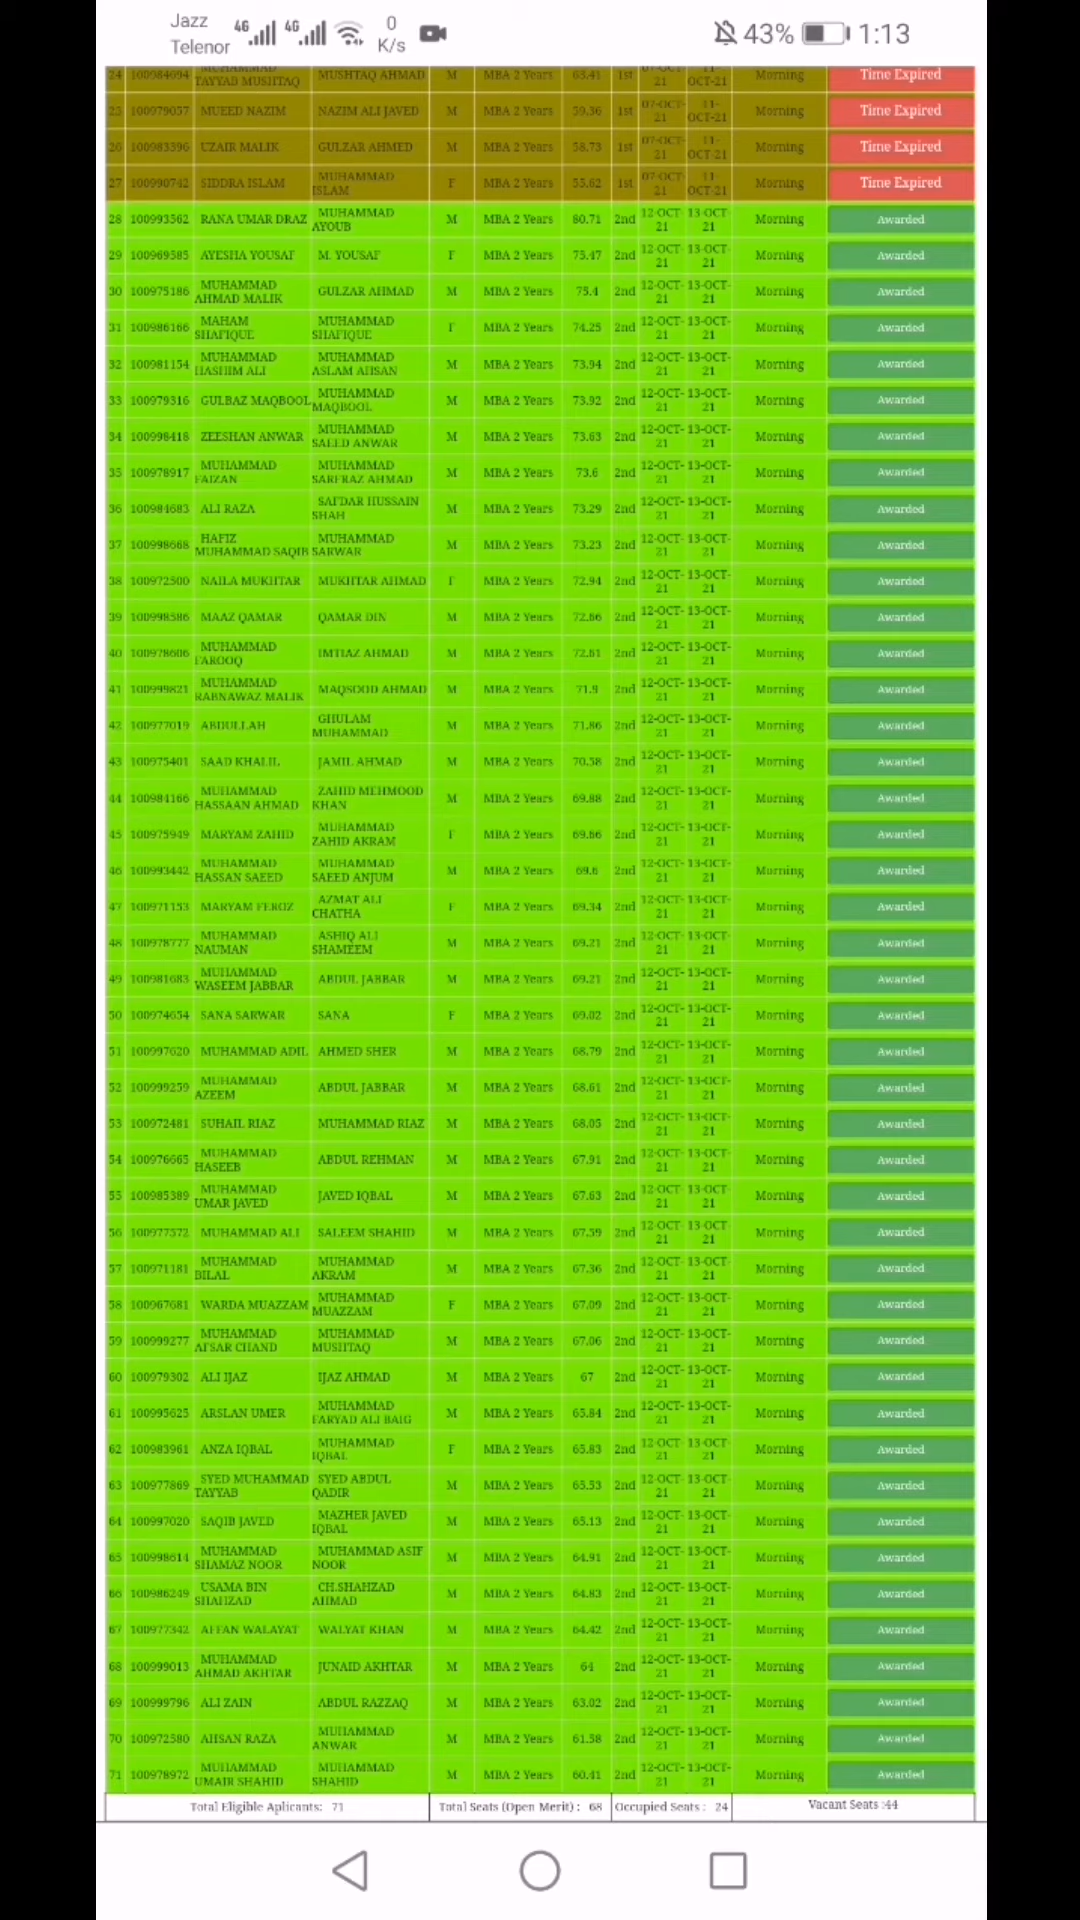 Jazz
Telenor 4G 4G 0 K/s 43% 1:13
24 100984694 MUHAMMAD TAYYAB MUSHTAQ MUSHTAQ AHMAD M MBA 2 Years 63.41 1st 07-OCT-21 11-OCT-21 Morning Time Expired
25 100979057 MUEED NAZIM NAZIM ALI JAVED M MBA 2 Years 59.36 1st 07-OCT-21 11-OCT-21 Morning Time Expired
26 100983396 UZAIR MALIK GULZAR AHMED M MBA 2 Years 58.73 1st 07-OCT-21 11-OCT-21 Morning Time Expired
27 100990742 SIDDRA ISLAM MUHAMMAD ISLAM F MBA 2 Years 55.62 1st 07-OCT-21 11-OCT-21 Morning Time Expired
28 100993562 RANA UMAR DRAZ MUHAMMAD AYOUB M MBA 2 Years 80.71 2nd 12-OCT-21 13-OCT-21 Morning Awarded
29 100969585 AYESHA YOUSAF M. YOUSAF F MBA 2 Years 75.47 2nd 12-OCT-21 13-OCT-21 Morning Awarded
30 100975186 MUHAMMAD AHMAD MALIK GULZAR AHMAD M MBA 2 Years 75.4 2nd 12-OCT-21 13-OCT-21 Morning Awarded
31 100986166 MAHAM SHAFIQUE MUHAMMAD SHAFIQUE F MBA 2 Years 74.25 2nd 12-OCT-21 13-OCT-21 Morning Awarded
32 100981154 MUHAMMAD HASHIM ALI MUHAMMAD ASLAM AHSAN M MBA 2 Years 73.94 2nd 12-OCT-21 13-OCT-21 Morning Awarded
33 100979316 GULBAZ MAQBOOL MUHAMMAD MAQBOOL M MBA 2 Years 73.92 2nd 12-OCT-21 13-OCT-21 Morning Awarded
34 100998418 ZEESHAN ANWAR MUHAMMAD SAEED ANWAR M MBA 2 Years 73.63 2nd 12-OCT-21 13-OCT-21 Morning Awarded
35 100978917 MUHAMMAD FAIZAN MUHAMMAD SARFRAZ AHMAD M MBA 2 Years 73.6 2nd 12-OCT-21 13-OCT-21 Morning Awarded
36 100984683 ALI RAZA SAFDAR HUSSAIN SHAH M MBA 2 Years 73.29 2nd 12-OCT-21 13-OCT-21 Morning Awarded
37 100998668 HAFIZ MUHAMMAD SAQIB MUHAMMAD SARWAR M MBA 2 Years 73.23 2nd 12-OCT-21 13-OCT-21 Morning Awarded
38 100972500 NAILA MUKHTAR MUKHTAR AHMAD F MBA 2 Years 72.94 2nd 12-OCT-21 13-OCT-21 Morning Awarded
39 100998586 MAAZ QAMAR QAMAR DIN M MBA 2 Years 72.66 2nd 12-OCT-21 13-OCT-21 Morning Awarded
40 100978606 MUHAMMAD FAROOQ IMTIAZ AHMAD M MBA 2 Years 72.61 2nd 12-OCT-21 13-OCT-21 Morning Awarded
41 100999821 MUHAMMAD RABNAWAZ MALIK MAQSOOD AHMAD M MBA 2 Years 71.9 2nd 12-OCT-21 13-OCT-21 Morning Awarded
42 100977019 ABDULLAH GHULAM MUHAMMAD M MBA 2 Years 71.86 2nd 12-OCT-21 13-OCT-21 Morning Awarded
43 100975401 SAAD KHALIL JAMIL AHMAD M MBA 2 Years 70.58 2nd 12-OCT-21 13-OCT-21 Morning Awarded
44 100984166 MUHAMMAD HASSAAN AHMAD ZAHID MEHMOOD KHAN M MBA 2 Years 69.88 2nd 12-OCT-21 13-OCT-21 Morning Awarded
45 100975949 MARYAM ZAHID MUHAMMAD ZAHID AKRAM F MBA 2 Years 69.66 2nd 12-OCT-21 13-OCT-21 Morning Awarded
46 100993442 MUHAMMAD HASSAN SAEED MUHAMMAD SAEED ANJUM M MBA 2 Years 69.6 2nd 12-OCT-21 13-OCT-21 Morning Awarded
47 100971153 MARYAM FEROZ AZMAT ALI CHATHA F MBA 2 Years 69.34 2nd 12-OCT-21 13-OCT-21 Morning Awarded
48 100978777 MUHAMMAD NAUMAN ASHIQ ALI SHAMEEM M MBA 2 Years 69.21 2nd 12-OCT-21 13-OCT-21 Morning Awarded
49 100981683 MUHAMMAD WASEEM JABBAR ABDUL JABBAR M MBA 2 Years 69.21 2nd 12-OCT-21 13-OCT-21 Morning Awarded
50 100974654 SANA SARWAR SANA F MBA 2 Years 69.02 2nd 12-OCT-21 13-OCT-21 Morning Awarded
51 100997620 MUHAMMAD ADIL AHMED SHER M MBA 2 Years 68.79 2nd 12-OCT-21 13-OCT-21 Morning Awarded
52 100999259 MUHAMMAD AZEEM ABDUL JABBAR M MBA 2 Years 68.61 2nd 12-OCT-21 13-OCT-21 Morning Awarded
53 100972481 SUHAIL RIAZ MUHAMMAD RIAZ M MBA 2 Years 68.05 2nd 12-OCT-21 13-OCT-21 Morning Awarded
54 100976665 MUHAMMAD HASEEB ABDUL REHMAN M MBA 2 Years 67.91 2nd 12-OCT-21 13-OCT-21 Morning Awarded
55 100985389 MUHAMMAD UMAR JAVED JAVED IQBAL M MBA 2 Years 67.63 2nd 12-OCT-21 13-OCT-21 Morning Awarded
56 100977572 MUHAMMAD ALI SALEEM SHAHID M MBA 2 Years 67.59 2nd 12-OCT-21 13-OCT-21 Morning Awarded
57 100971181 MUHAMMAD BILAL MUHAMMAD AKRAM M MBA 2 Years 67.36 2nd 12-OCT-21 13-OCT-21 Morning Awarded
58 100967681 WARDA MUAZZAM MUHAMMAD MUAZZAM F MBA 2 Years 67.09 2nd 12-OCT-21 13-OCT-21 Morning Awarded
59 100999277 MUHAMMAD AFSAR CHAND MUHAMMAD MUSHTAQ M MBA 2 Years 67.06 2nd 12-OCT-21 13-OCT-21 Morning Awarded
60 100979302 ALI IJAZ IJAZ AHMAD M MBA 2 Years 67 2nd 12-OCT-21 13-OCT-21 Morning Awarded
61 100995625 ARSLAN UMER MUHAMMAD FARYAD ALI BAIG M MBA 2 Years 65.84 2nd 12-OCT-21 13-OCT-21 Morning Awarded
62 100983961 ANZA IQBAL MUHAMMAD IQBAL F MBA 2 Years 65.83 2nd 12-OCT-21 13-OCT-21 Morning Awarded
63 100977869 SYED MUHAMMAD TAYYAB SYED ABDUL QADIR M MBA 2 Years 65.53 2nd 12-OCT-21 13-OCT-21 Morning Awarded
64 100997020 SAQIB JAVED MAZHER JAVED IQBAL M MBA 2 Years 65.13 2nd 12-OCT-21 13-OCT-21 Morning Awarded
65 100998614 MUHAMMAD SHAMAZ NOOR MUHAMMAD ASIF NOOR M MBA 2 Years 64.91 2nd 12-OCT-21 13-OCT-21 Morning Awarded
66 100986249 USAMA BIN SHAHZAD CH.SHAHZAD AHMAD M MBA 2 Years 64.83 2nd 12-OCT-21 13-OCT-21 Morning Awarded
67 100977342 AFFAN WALAYAT WALYAT KHAN M MBA 2 Years 64.42 2nd 12-OCT-21 13-OCT-21 Morning Awarded
68 100999013 MUHAMMAD AHMAD AKHTAR JUNAID AKHTAR M MBA 2 Years 64 2nd 12-OCT-21 13-OCT-21 Morning Awarded
69 100999796 ALI ZAIN ABDUL RAZZAQ M MBA 2 Years 63.02 2nd 12-OCT-21 13-OCT-21 Morning Awarded
70 100972580 AHSAN RAZA MUHAMMAD ANWAR M MBA 2 Years 61.58 2nd 12-OCT-21 13-OCT-21 Morning Awarded
71 100978972 MUHAMMAD UMAIR SHAHID MUHAMMAD SHAHID M MBA 2 Years 60.41 2nd 12-OCT-21 13-OCT-21 Morning Awarded
Total Eligible Aplicants: 71 Total Seats (Open Merit) : 68 Occupied Seats : 24 Vacant Seats :44